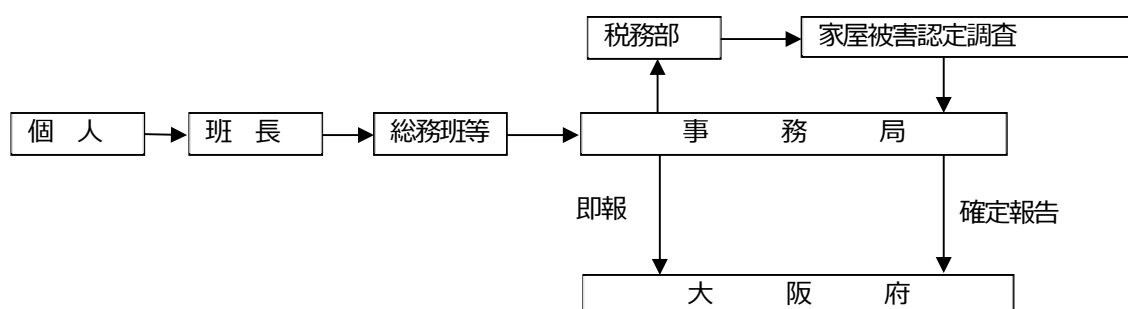 税務部
家屋被害認定調査
個　人
班　長
総務班等
事　務　局
即報
確定報告
大　阪　府